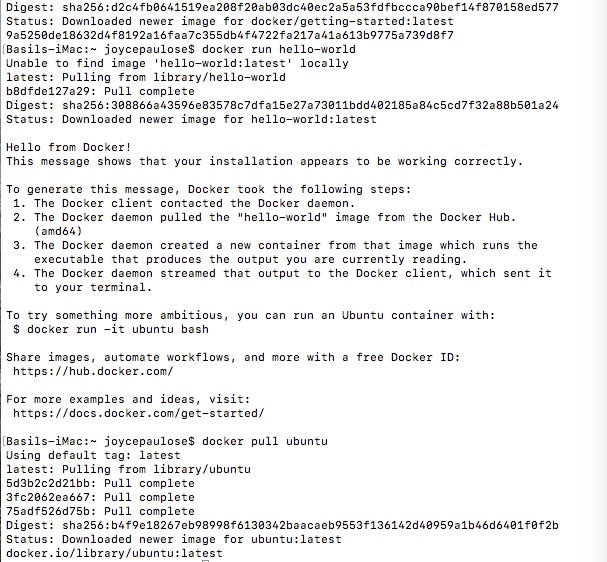 Digest: sha256:d2c4fb0641519ea208f20ab03dc40ec2a5a53fdfbccca90bef14f870158ed577
Status: Downloaded newer image for docker/getting-started:latest
9a5250de18632d4f8192a16faa7c355db4f4722fa217a41a613b9775a739d8f7
[Basils-iMac:~ joycepaulose$ docker run hello-world
Unable to find image 'hello-world:latest' locally
latest: Pulling from library/hello-world
b8dfde127a29: Pull complete
Digest: sha256:308866a43596e83578c7dfa15e27a73011bdd402185a84c5cd7f32a88b501a24
Status: Downloaded newer image for hello-world:latest
Hello from Docker!
This message shows that your installation appears to be working correctly.
To generate this message, Docker took the following steps:
1. The Docker client contacted the Docker daemon.
2. The Docker daemon pulled the "hello-world" image from the Docker Hub.
(amd64)
3. The Docker daemon created a new container from that image which runs the
executable that produces the output you are currently reading.
4. The Docker daemon streamed that output to the Docker client, which sent it
to your terminal.
To try something more ambitious, you can run an Ubuntu container with:
$ docker run -it ubuntu bash
Share images, automate workflows, and more with a free Docker ID:
https://hub.docker.com/
For more examples and ideas, visit:
https://docs.docker.com/get-started/
[Basils-iMac:~ joycepaulose$ docker pull ubuntu
Using default tag: latest
latest: Pulling from library/ubuntu
5d3b2c2d21bb: Pull complete
3fc2062ea667: Pull complete
75adf526d75b: Pull complete
Digest: sha256:b4f9e18267eb98998f6130342baacaeb9553f136142d40959a1b46d6401f0f2b
Status: Downloaded newer image for ubuntu:latest
docker.io/library/ubuntu:latest